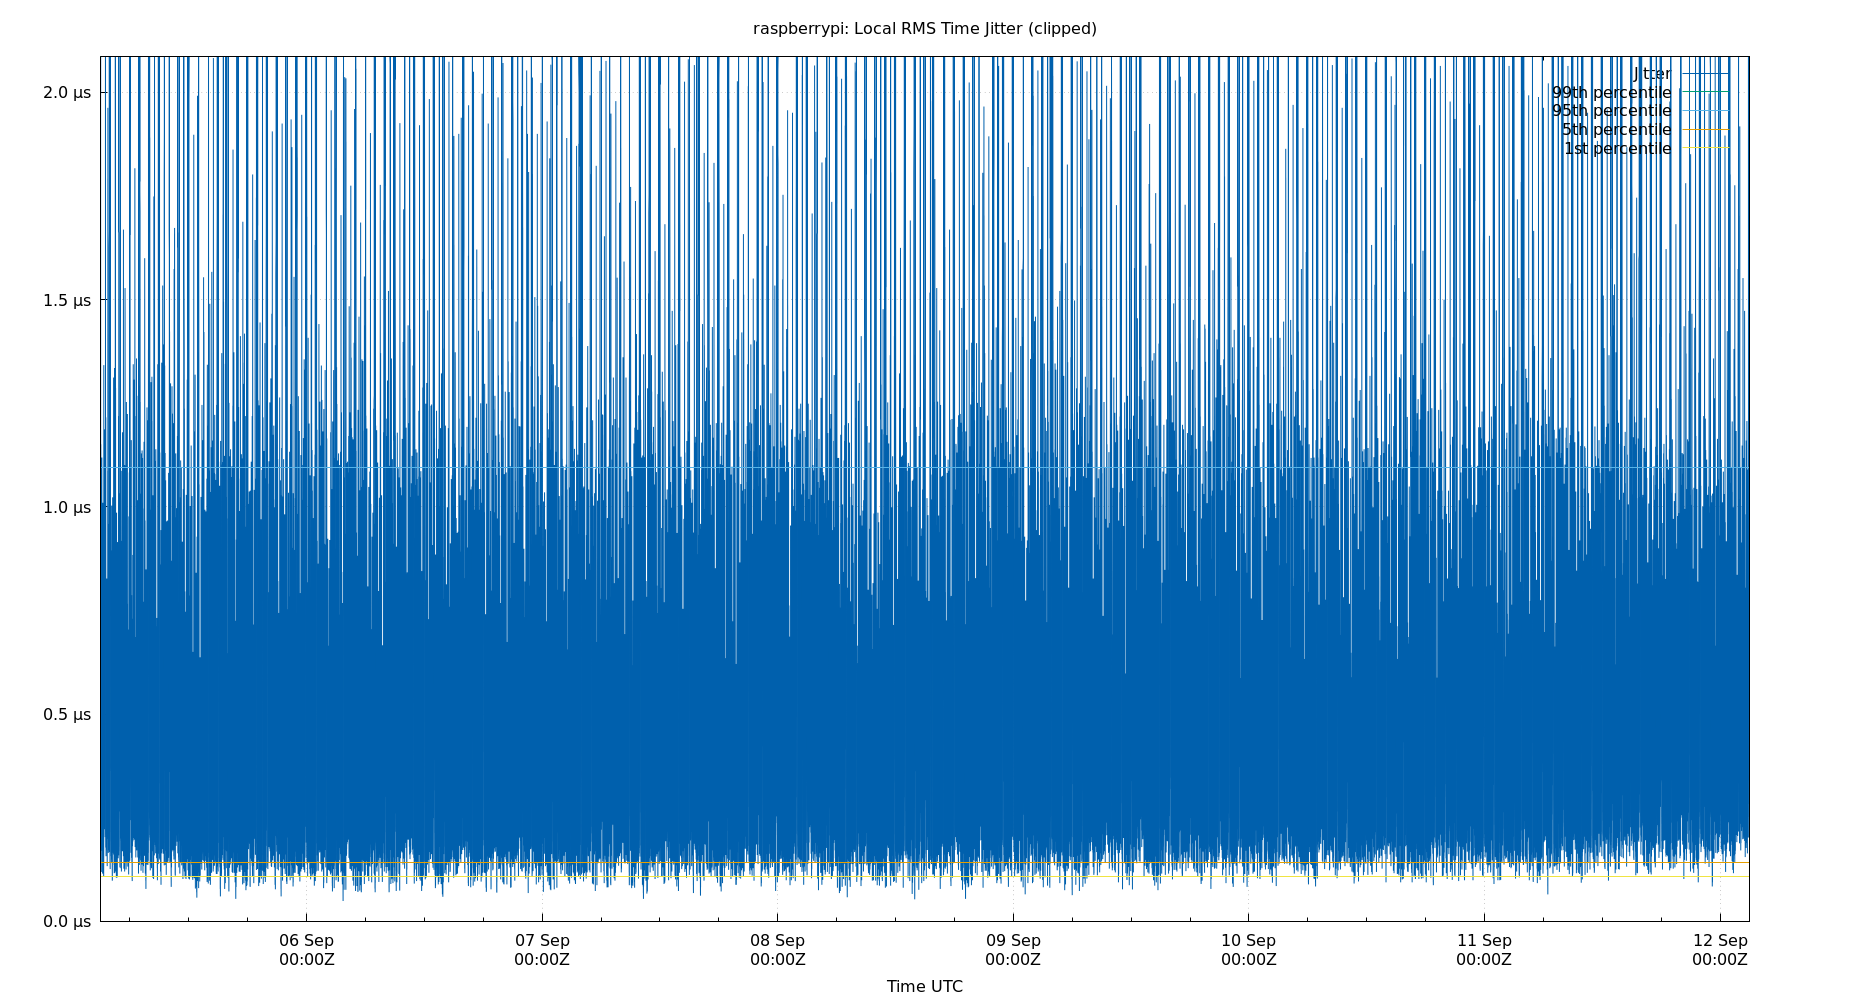 raspberrypi: Local RMS Time Jitter (clipped)
Jitter
99th percentile
95th percentile
5th percentile
1st percentile
2.0 µs
1.5 µs
1.0 µs
0.5 µs
0.0 µs
06 Sep 07 Sep 08 Sep 09 Sep 10 Sep 11 Sep 12 Sep
00:00Z 00:00Z 00:00Z 00:00Z 00:00Z 00:00Z 00:00Z
Time UTC